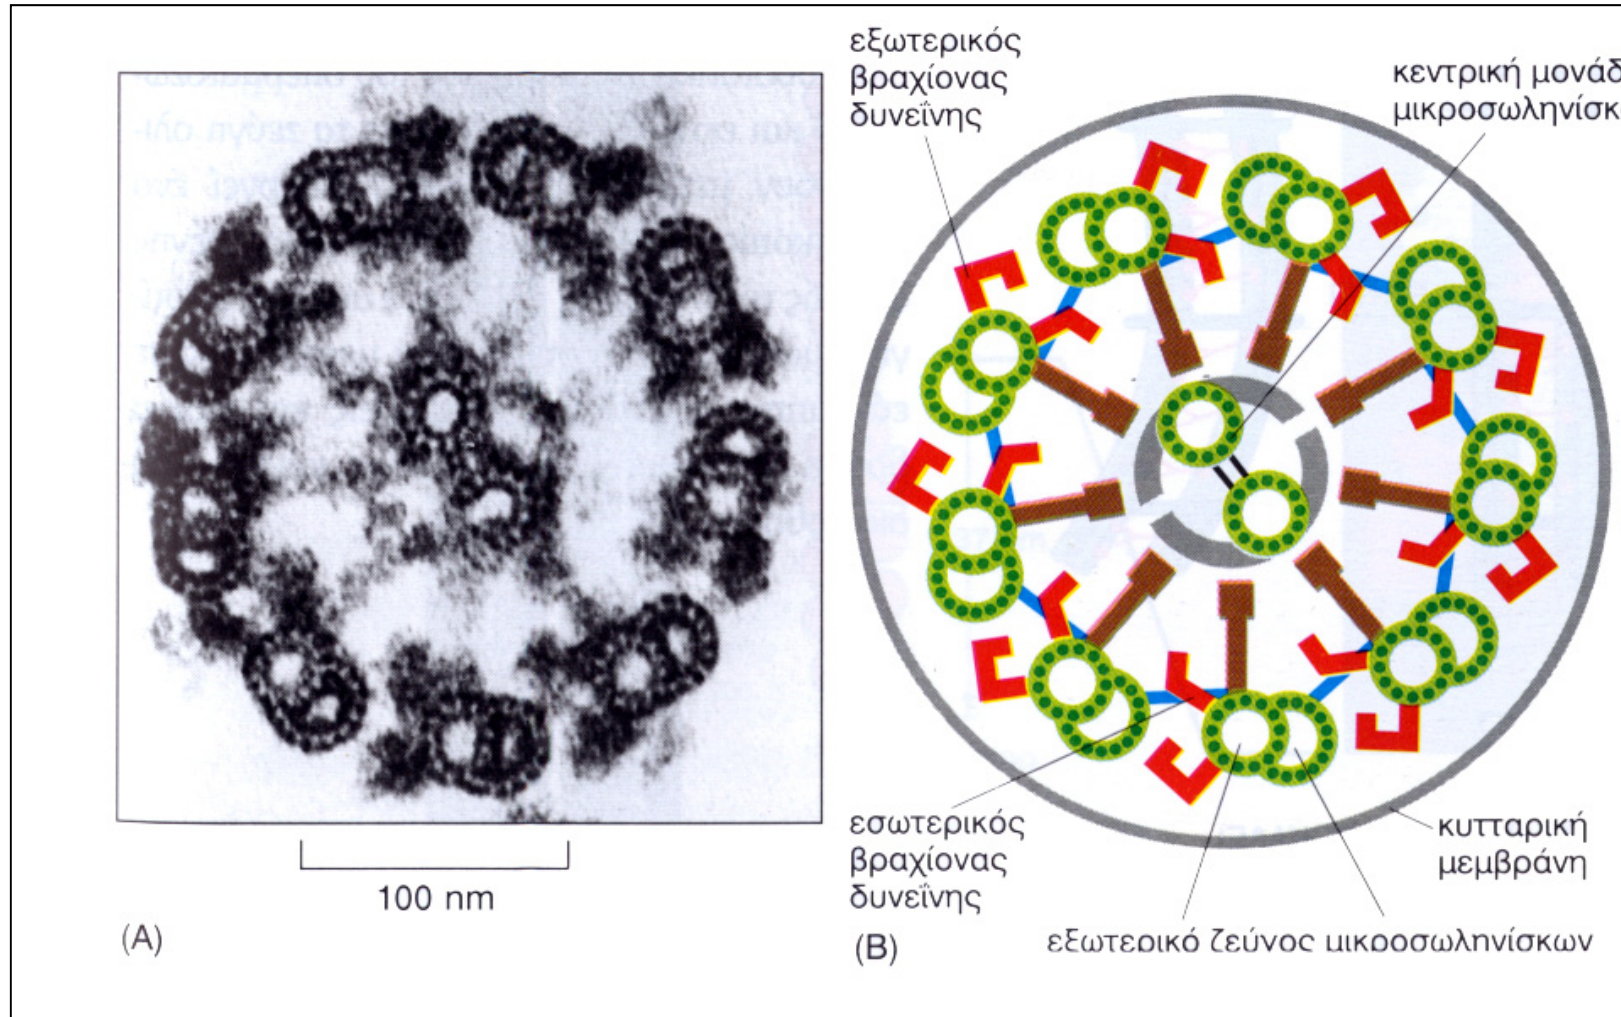 εξωτερικός
βραχίονας
δυνεΐνης
κεντρική μονάδ
μικροσωληνίσκ
100 nm
(A)
εσωτερικός
βραχίονας
δυνεΐνης
κυτταρική
μεμβράνη
(B)
εξωτερικό ζεύγος μικροσωληνίσκων